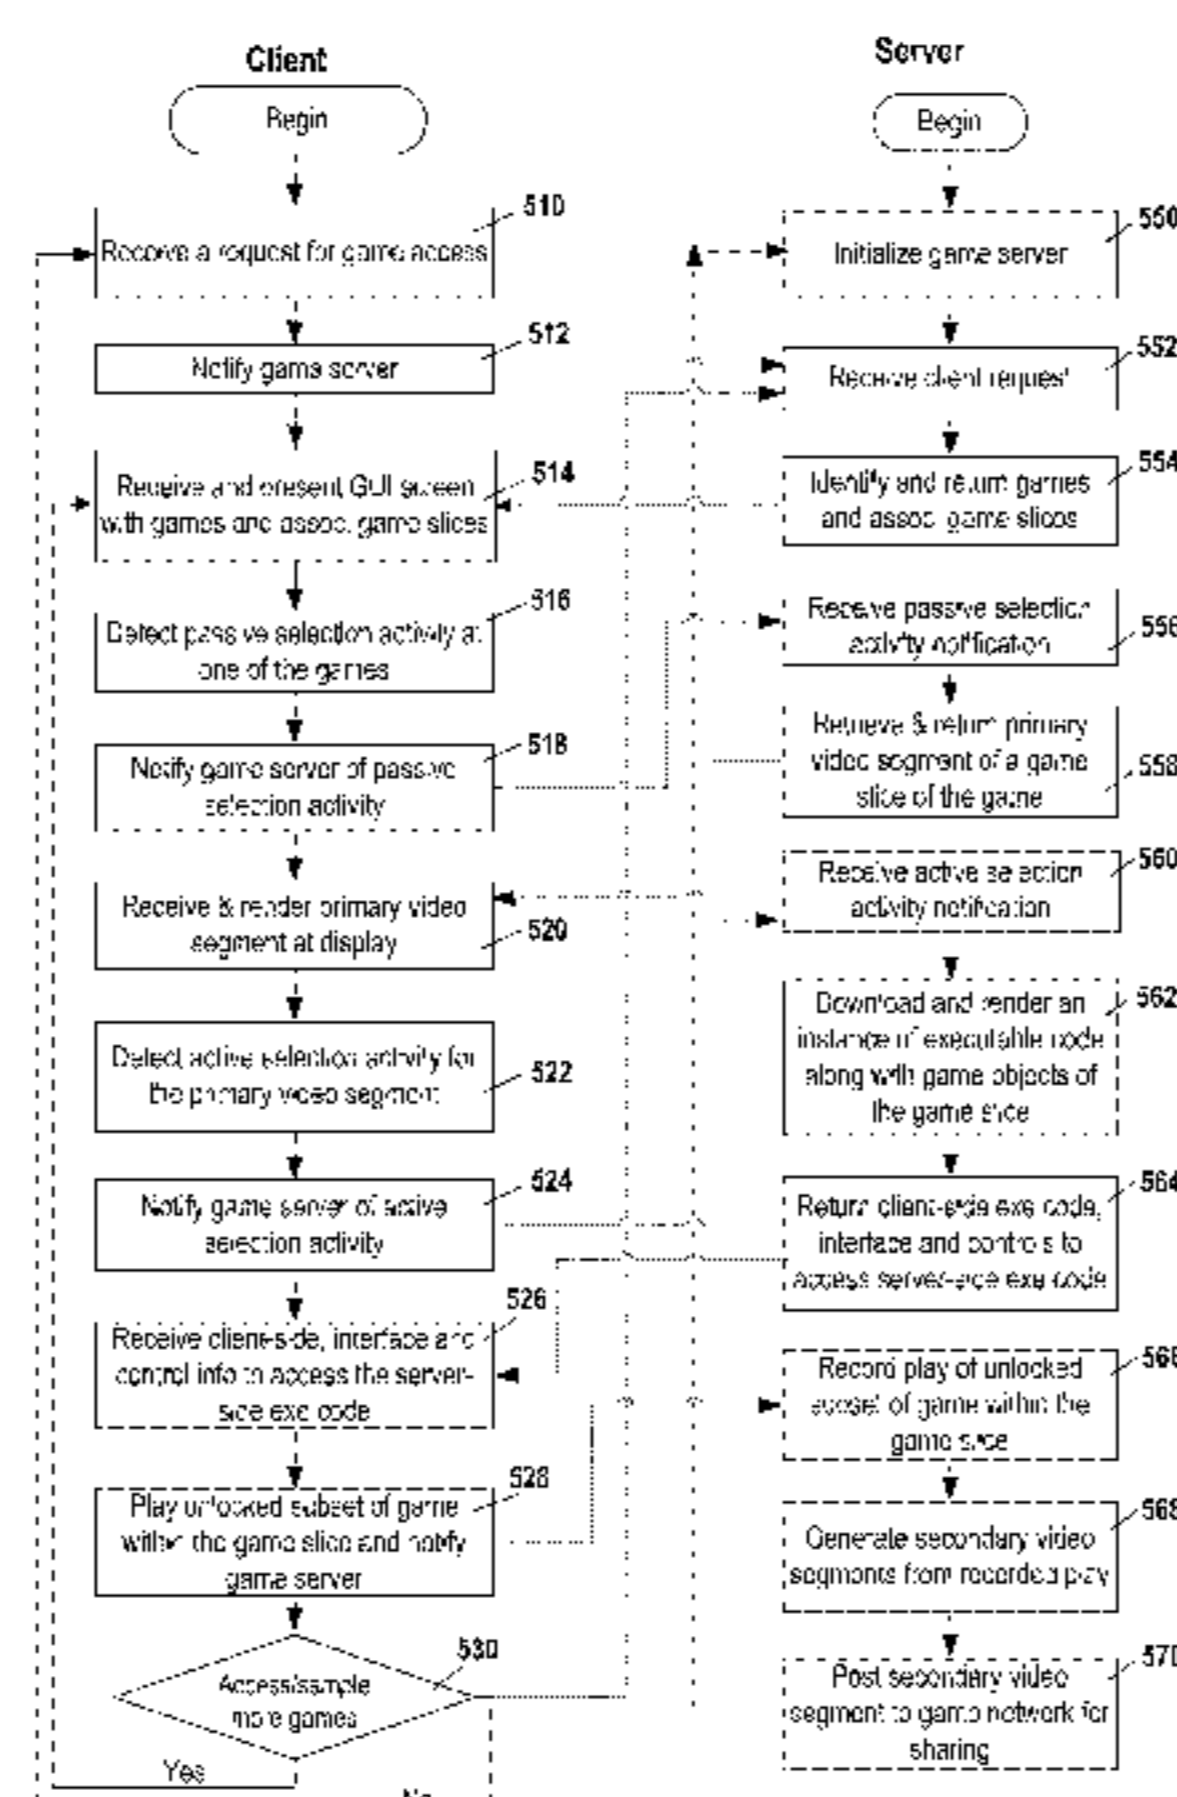 Client
Begin
510
Receive a request for game access
512
Notify game server
514
Receive and present GUI screen
with games and assoc. game slices
516
Detect passive selection activity at
one of the games
518
Notify game server of passive
selection activity
Receive & render primary video
segment at display
520
Detect active selection activity for
the primary video segment
522
524
Notify game server of active
selection activity
526
Receive client-side, interface and
control info to access the server-
side exe code
528
Play unlocked subset of game
within the game slice and notify
game server
530
Access/sample
more games
Yes
No
Server
Begin
550
Initialize game server
552
Receive client request
554
Identify and return games
and assoc. game slices
Receive passive selection
activity notification
556
Retrieve & return primary
video segment of a game
slice of the game
558
560
Receive active selection
activity notification
562
Download and render an
instance of executable code
along with game objects of
the game slice
564
Return client-side exe code,
interface and controls to
access server-side exe code
566
Record play of unlocked
subset of game within the
game slice
568
Generate secondary video
segments from recorded play
570
Post secondary video
segment to game network for
sharing